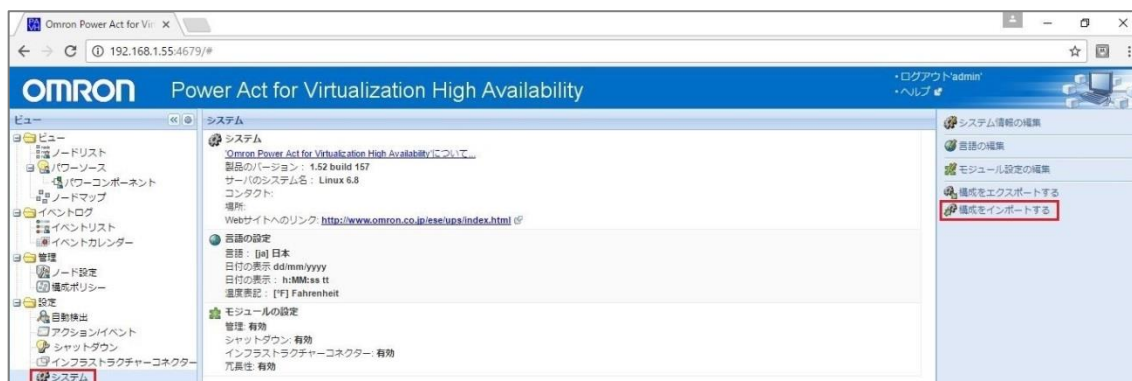 Omron Power Act for Vir
192.168.1.55:4679/#
OMRON Power Act for Virtualization High Availability
・ログアウト'admin'
・ヘルプ
ビュー
ビュー
ノードリスト
パワーソース
パワーコンポーネント
ノードマップ
イベントログ
イベントリスト
イベントカレンダー
管理
ノード設定
構成ポリシー
設定
自動検出
アクション/イベント
シャットダウン
インフラストラクチャーコネクター
システム
システム
システム
'Omron Power Act for Virtualization High Availability'について...
製品のバージョン : 1.52 build 157
サーバのシステム名 : Linux 6.8
コンタクト:
場所:
Webサイトへのリンク: http://www.omron.co.jp/ese/ups/index.html
言語の設定
言語 : [ja] 日本
日付の表示 dd/mm/yyyy
日付の表示 : h:MM:ss tt
温度表記 : [°F] Fahrenheit
モジュールの設定
管理: 有効
シャットダウン: 有効
インフラストラクチャーコネクター: 有効
冗長性: 有効
システム情報の編集
言語の編集
モジュール設定の編集
構成をエクスポートする
構成をインポートする